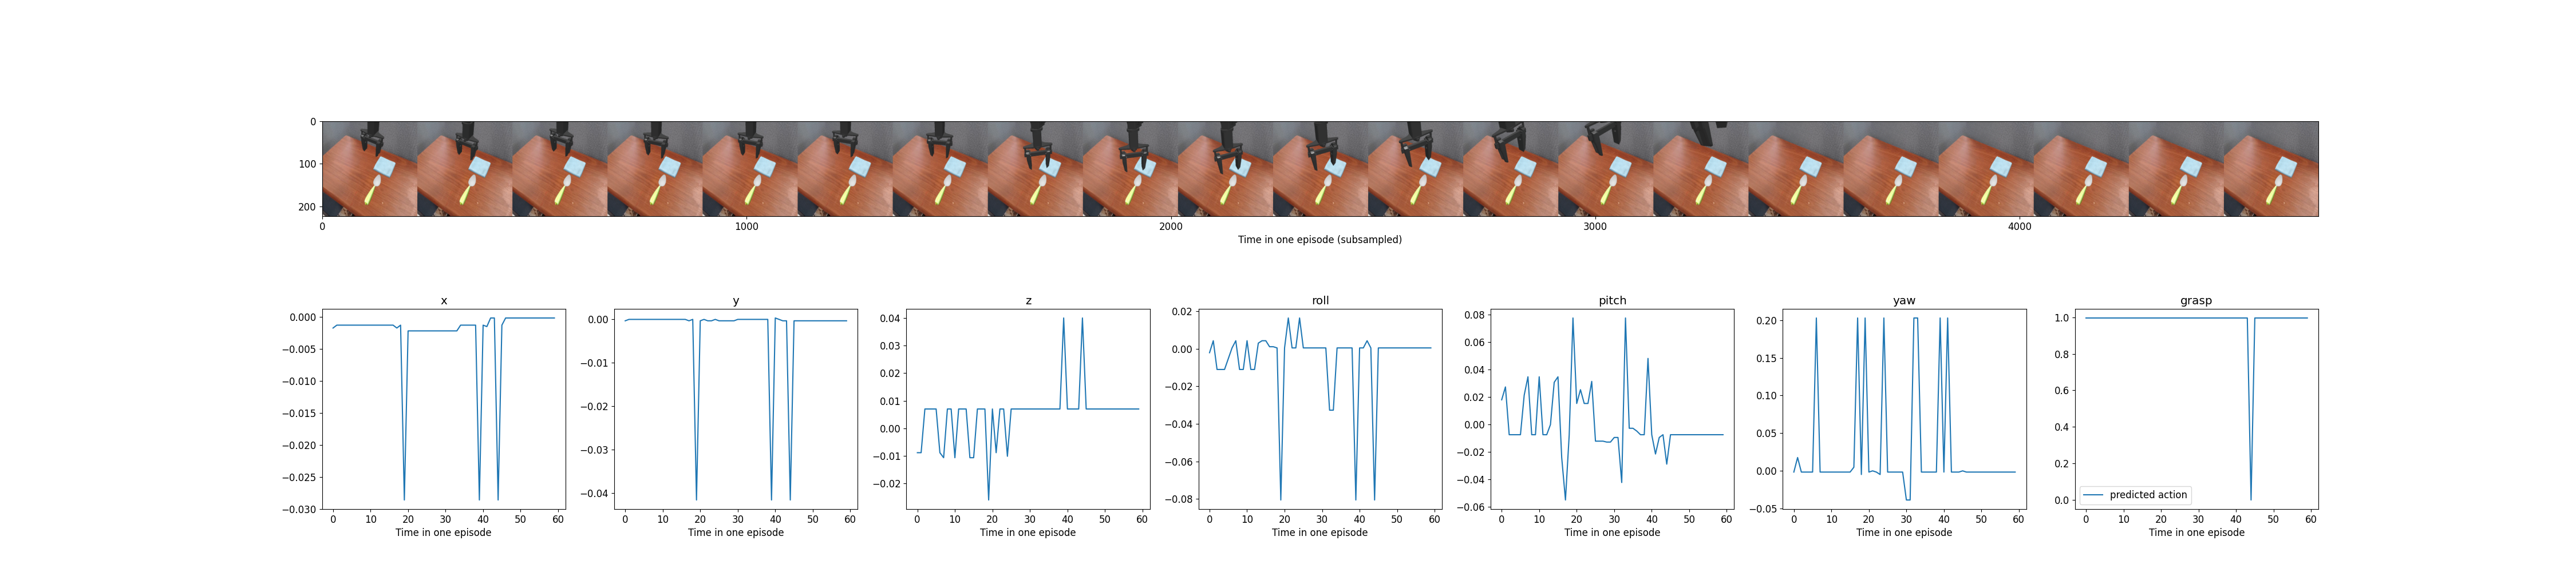 0
100
200
0 1000 2000 3000 4000
Time in one episode (subsampled)
x y z roll pitch yaw grasp
0.000
−0.005
−0.010
−0.015
−0.020
−0.025
−0.030
0 10 20 30 40 50 60
Time in one episode
0.00
−0.01
−0.02
−0.03
−0.04
0 10 20 30 40 50 60
Time in one episode
0.04
0.03
0.02
0.01
0.00
−0.01
−0.02
0 10 20 30 40 50 60
Time in one episode
0.02
0.00
−0.02
−0.04
−0.06
−0.08
0 10 20 30 40 50 60
Time in one episode
0.08
0.06
0.04
0.02
0.00
−0.02
−0.04
−0.06
0 10 20 30 40 50 60
Time in one episode
0.20
0.15
0.10
0.05
0.00
−0.05
0 10 20 30 40 50 60
Time in one episode
1.0
0.8
0.6
0.4
0.2
0.0
predicted action
0 10 20 30 40 50 60
Time in one episode